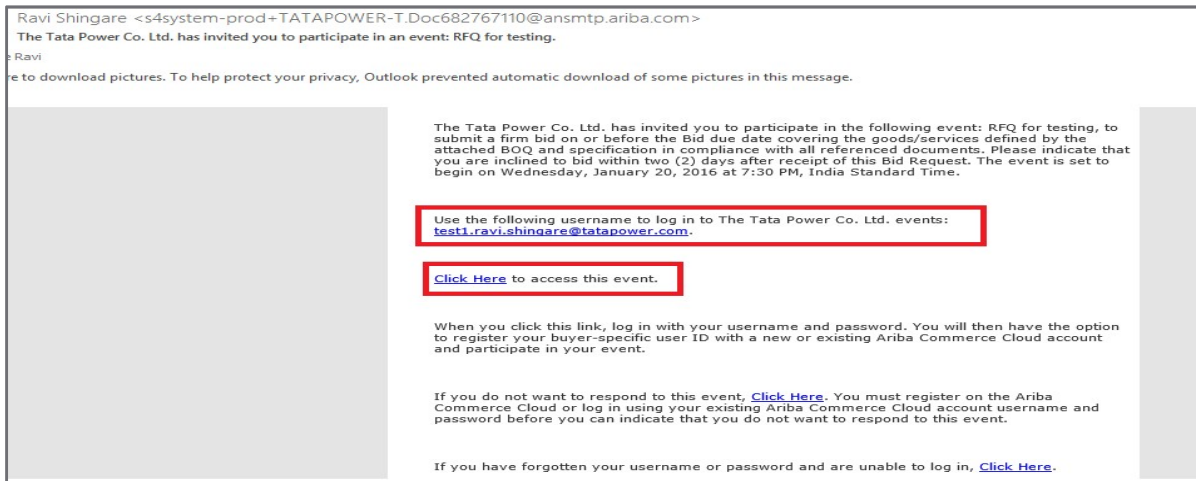 Ravi Shingare <s4system-prod+TATAPOWER-T.Doc682767110@ansmtp.ariba.com>
The Tata Power Co. Ltd. has invited you to participate in an event: RFQ for testing.
Ravi
re to download pictures. To help protect your privacy, Outlook prevented automatic download of some pictures in this message.
The Tata Power Co. Ltd. has invited you to participate in the following event: RFQ for testing, to
submit a firm bid on or before the Bid due date covering the goods/services defined by the
attached BOQ and specification in compliance with all referenced documents. Please indicate that
you are inclined to bid within two (2) days after receipt of this Bid Request. The event is set to
begin on Wednesday, January 20, 2016 at 7:30 PM, India Standard Time.
Use the following username to log in to The Tata Power Co. Ltd. events:
test1.ravi.shingare@tatapower.com.
Click Here to access this event.
When you click this link, log in with your username and password. You will then have the option
to register your buyer-specific user ID with a new or existing Ariba Commerce Cloud account
and participate in your event.
If you do not want to respond to this event, Click Here. You must register on the Ariba
Commerce Cloud or log in using your existing Ariba Commerce Cloud account username and
password before you can indicate that you do not want to respond to this event.
If you have forgotten your username or password and are unable to log in, Click Here.